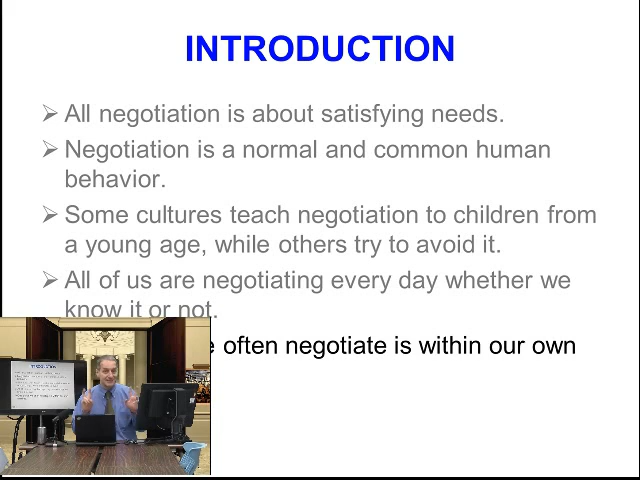 INTRODUCTION
All negotiation is about satisfying needs.
Negotiation is a normal and common human
behavior.
Some cultures teach negotiation to children from
a young age, while others try to avoid it.
All of us are negotiating every day whether we
know it or not.
often negotiate is within our own